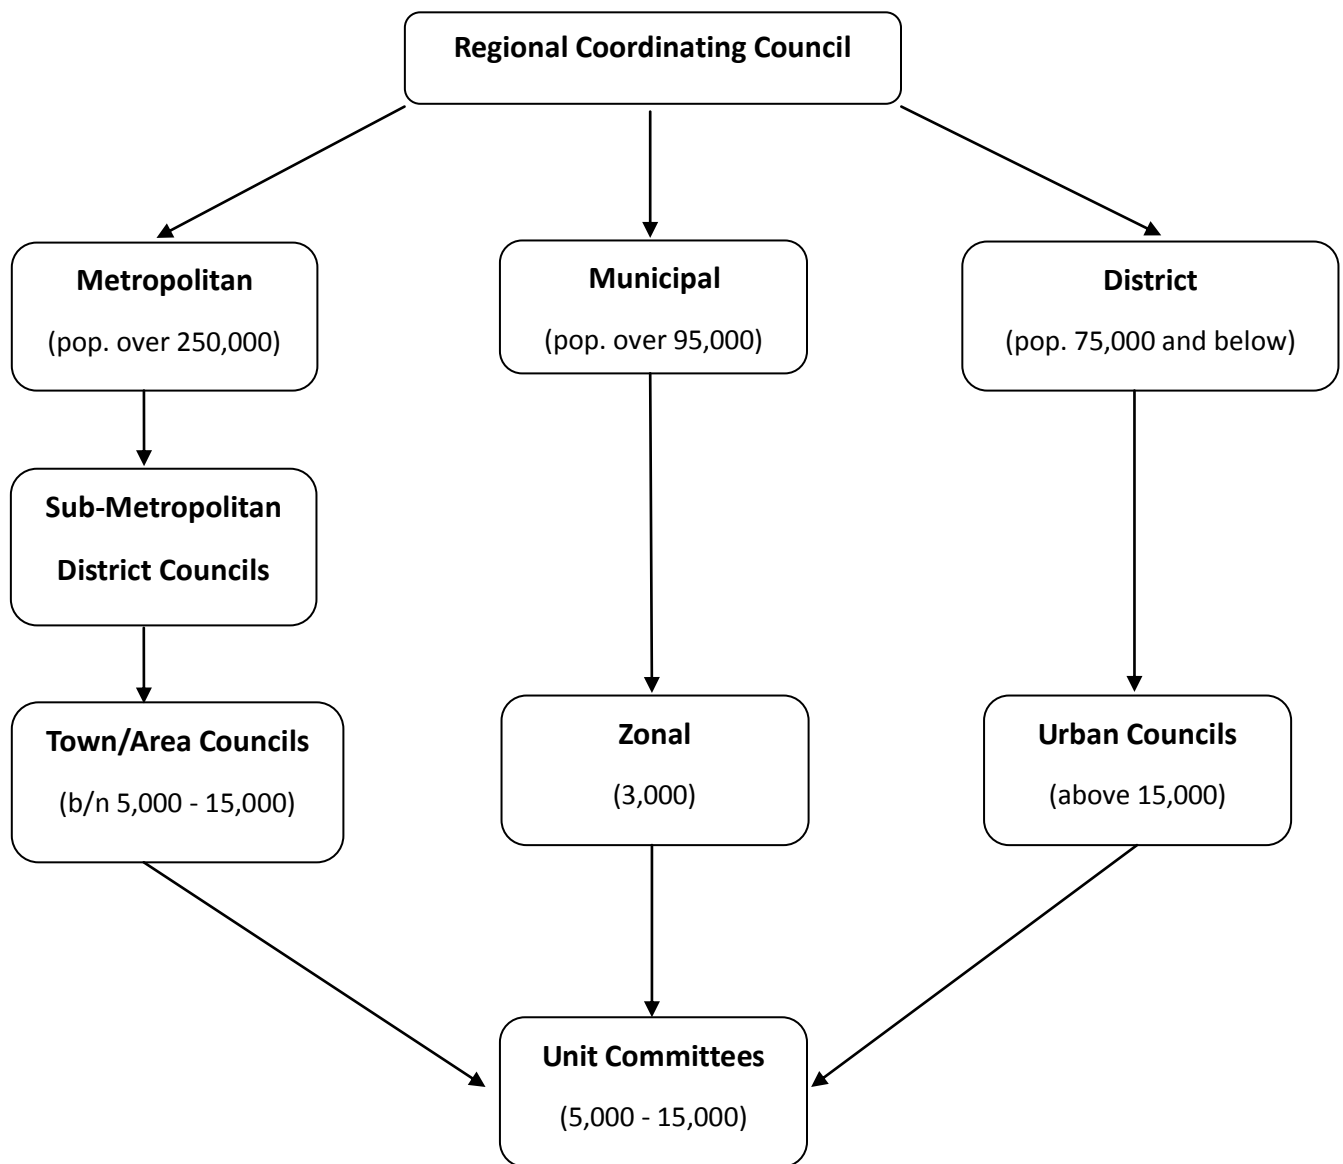 Regional Coordinating Council
Metropolitan
(pop. over 250,000)
Municipal
(pop. over 95,000)
District
(pop. 75,000 and below)
Sub-Metropolitan
District Councils
Town/Area Councils
(b/n 5,000 - 15,000)
Zonal
(3,000)
Urban Councils
(above 15,000)
Unit Committees
(5,000 - 15,000)